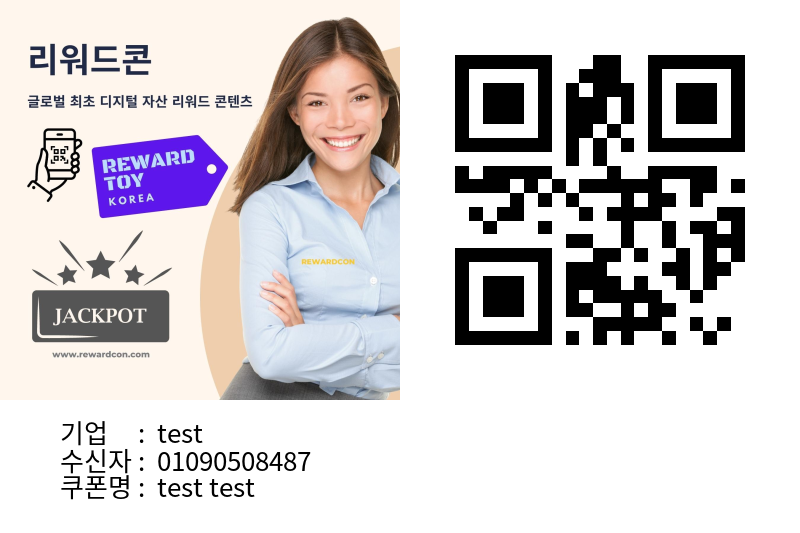 리워드콘
글로벌 최초 디지털 자산 리워드 콘텐츠
REWARD
TOY
KOREA
REWARDCON
JACKPOT
www.rewardcon.com
기업 : test
수신자 : 01090508487
쿠폰명 : test test